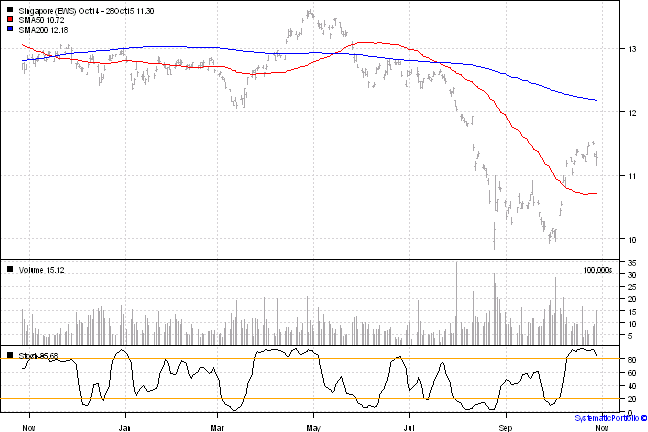 Singapore (EWS) Oct14 - 28Oct15 11.30
SMA50 10.72
SMA200 12.18
13
12
11
10
Volume 15.12
100,000s
35
30
25
20
15
10
5
Stoch 85.68
80
60
40
20
0
Nov Jan Mar May Jul Sep Nov
SystematicPortfolio ©